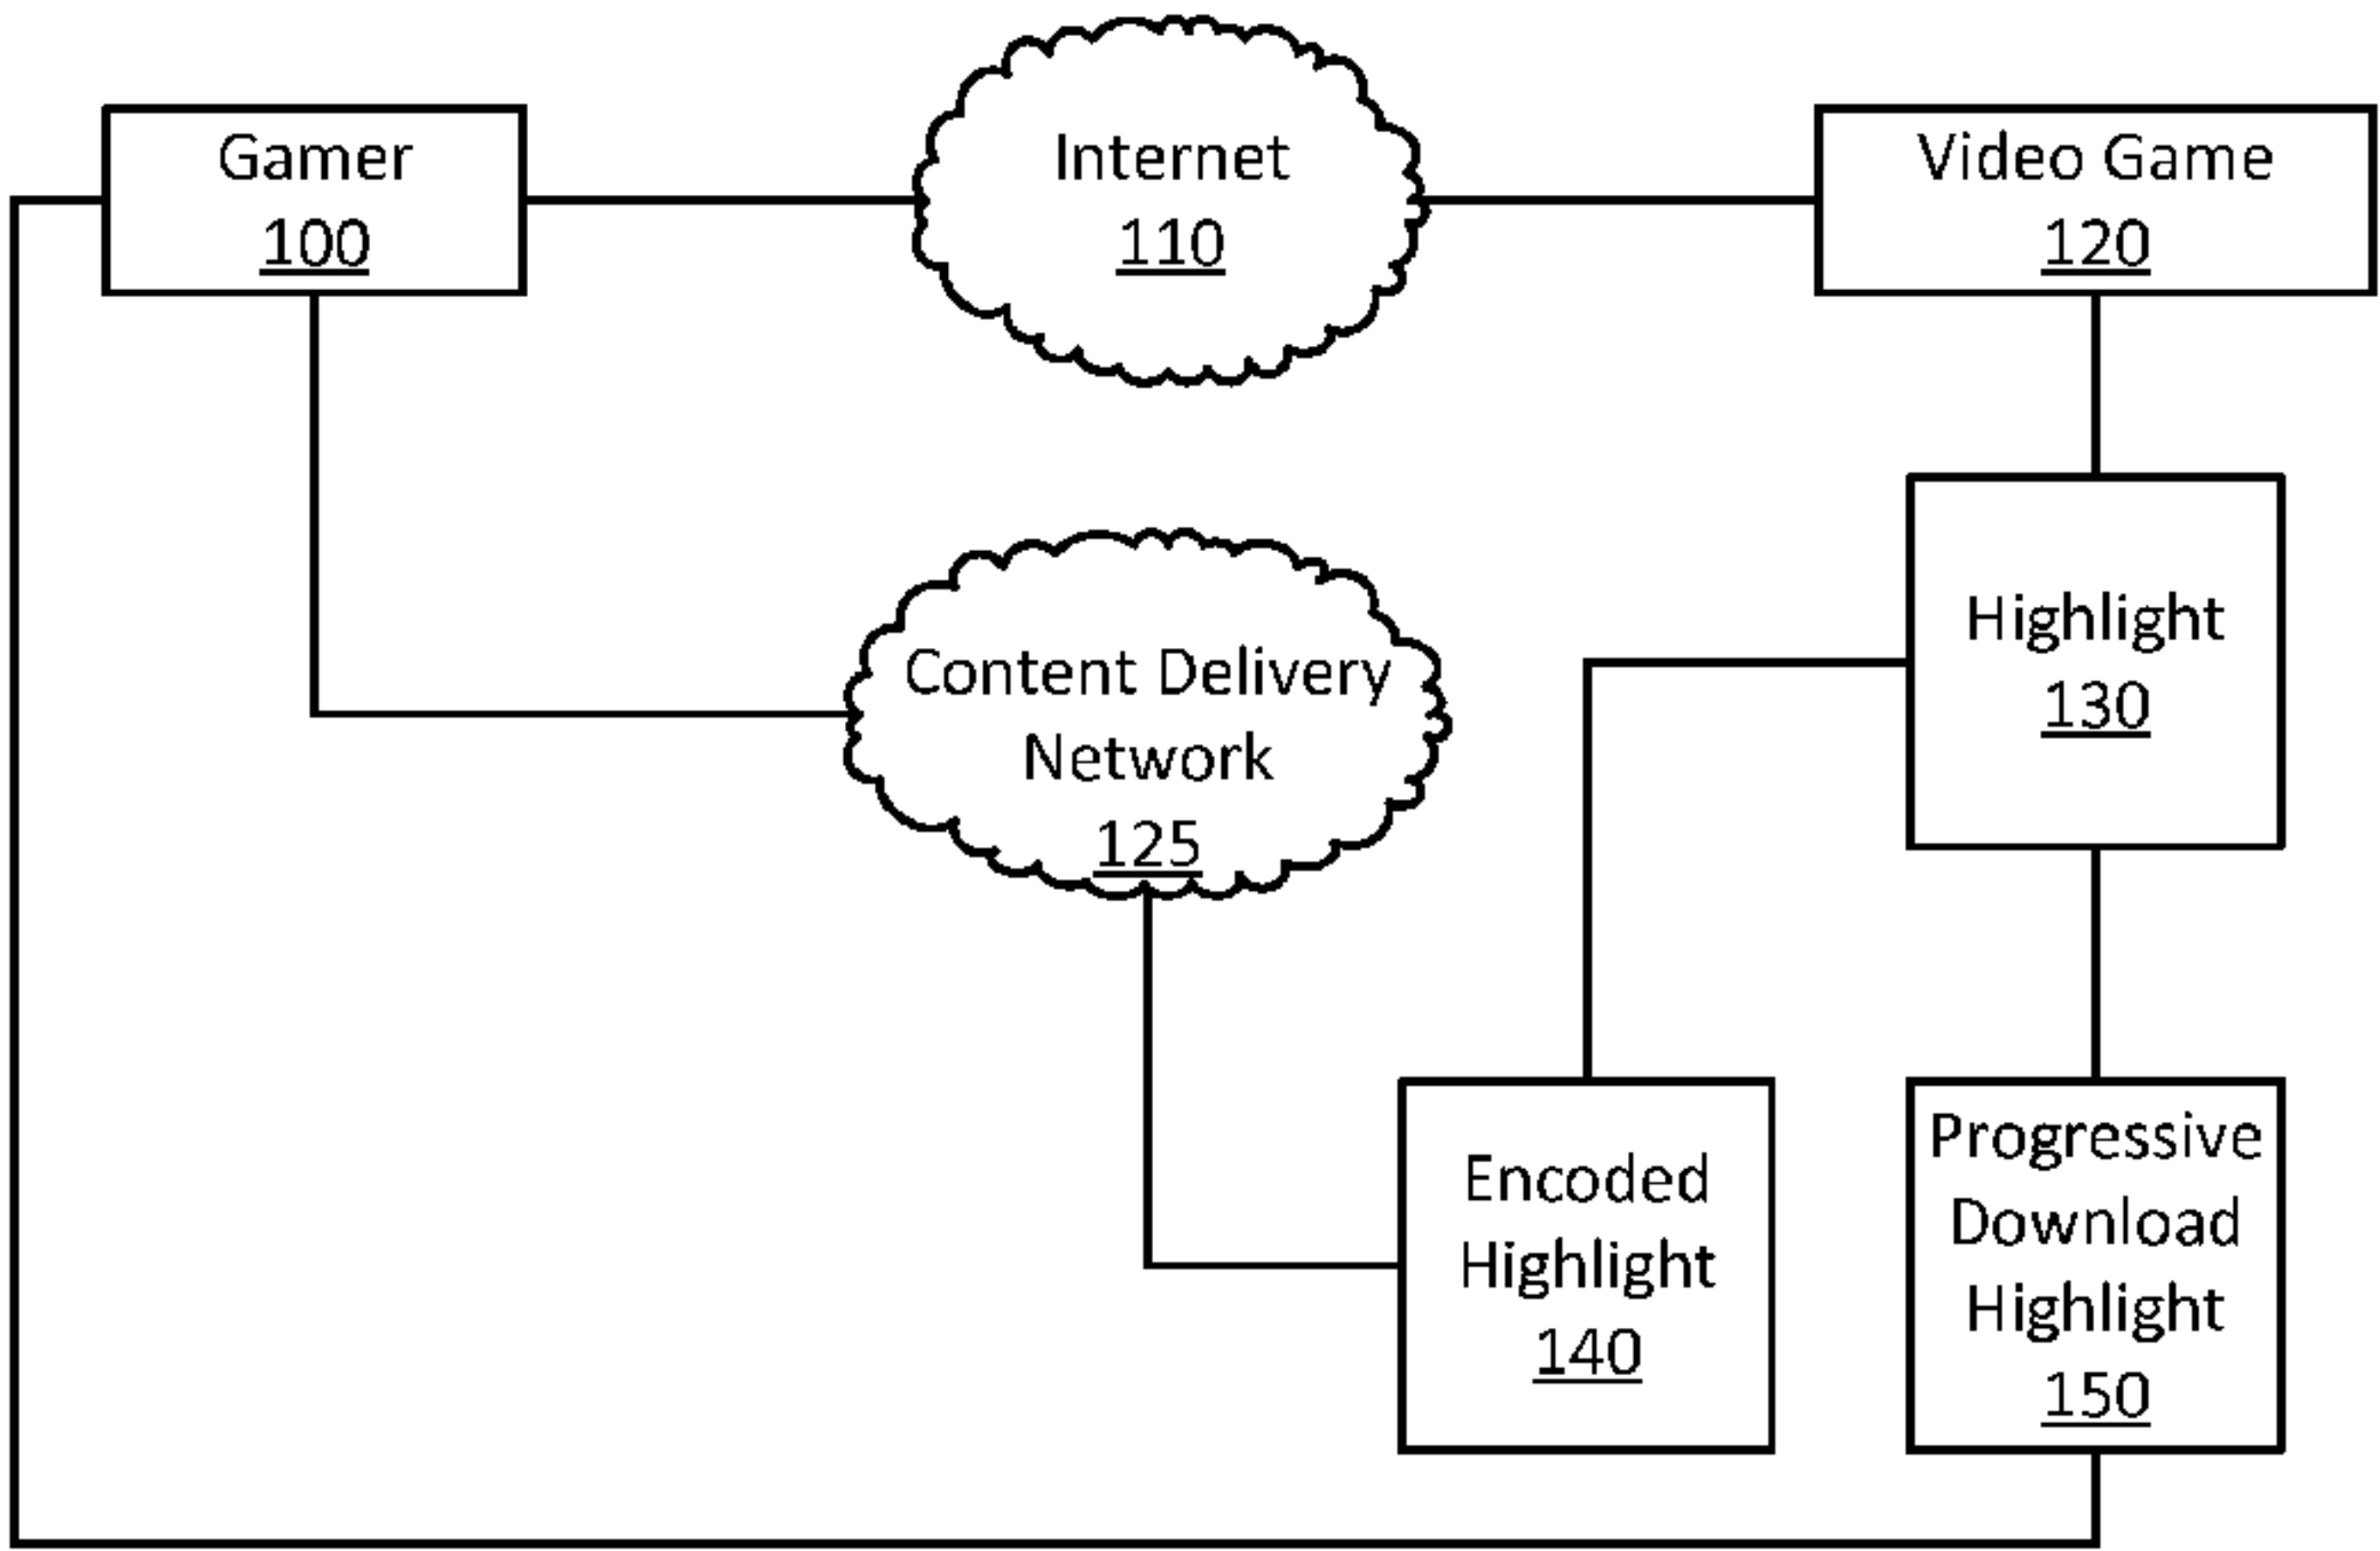 Gamer
100
Internet
110
Video Game
120
Content Delivery
Network
125
Highlight
130
Encoded
Highlight
140
Progressive
Download
Highlight
150